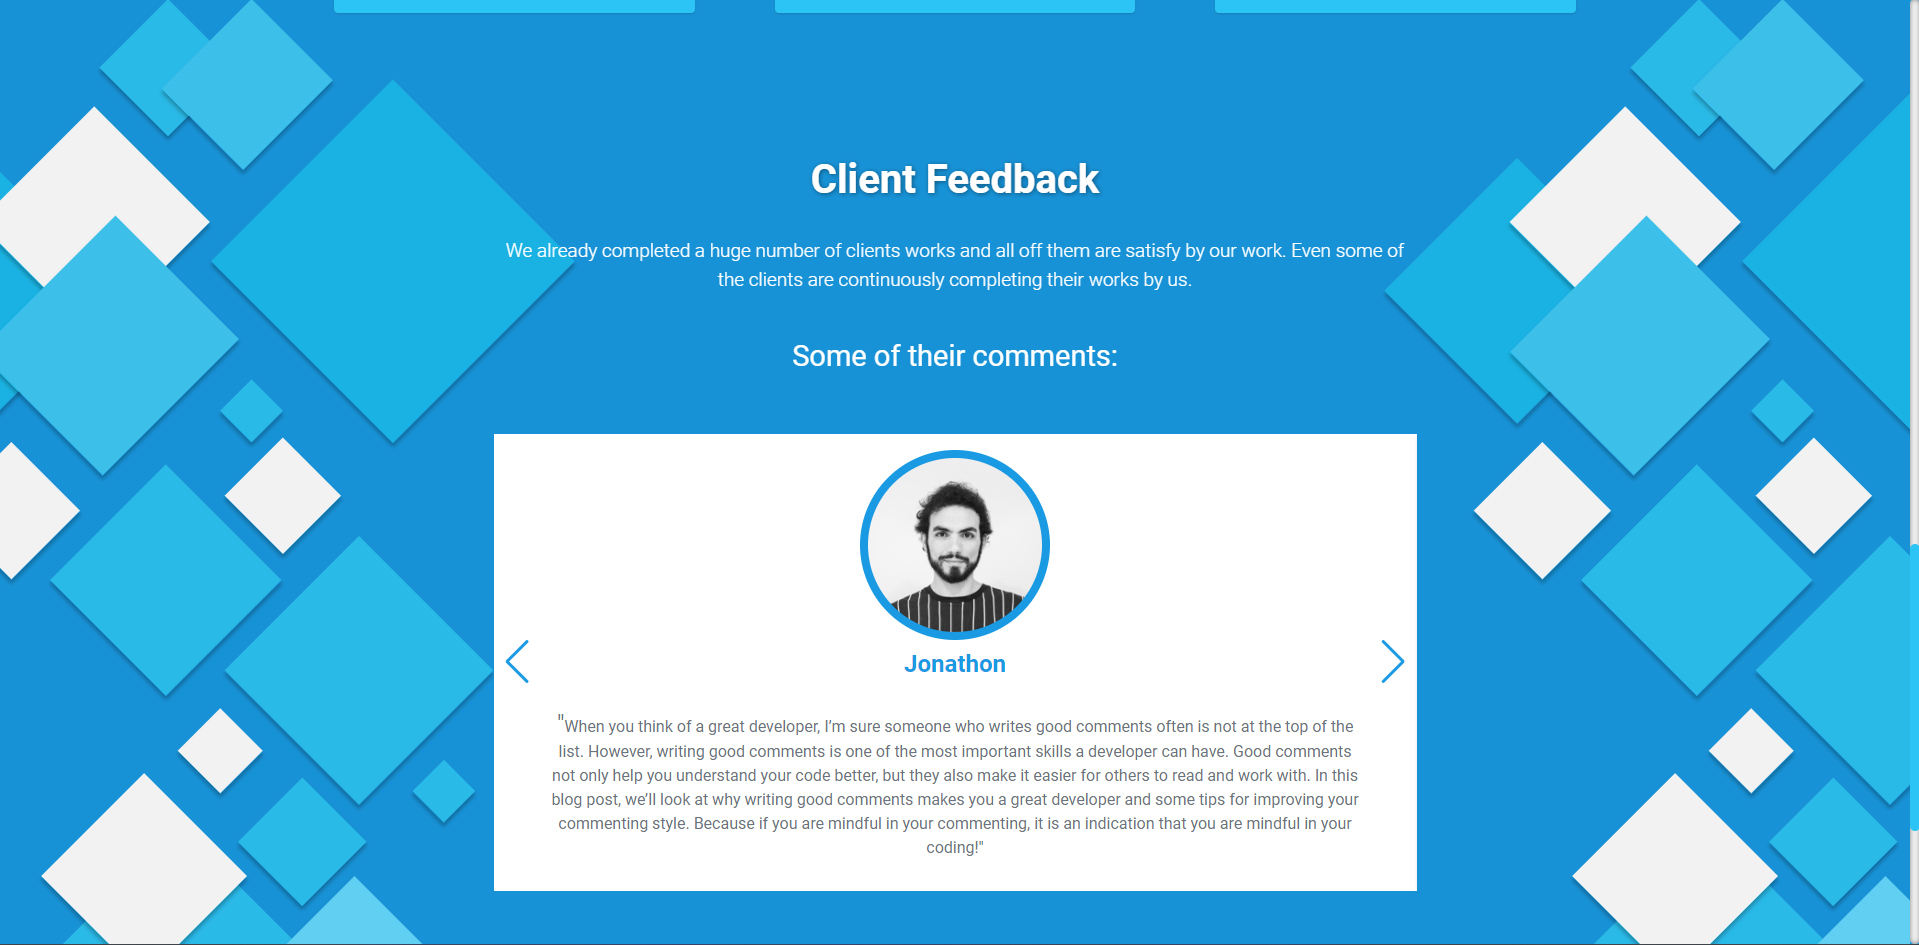 Client Feedback
We already completed a huge number of clients works and all off them are satisfy by our work. Even some of
the clients are continuously completing their works by us.
Some of their comments:
Jonathon
"When you think of a great developer, I’m sure someone who writes good comments often is not at the top of the
list. However, writing good comments is one of the most important skills a developer can have. Good comments
not only help you understand your code better, but they also make it easier for others to read and work with. In this
blog post, we’ll look at why writing good comments makes you a great developer and some tips for improving your
commenting style. Because if you are mindful in your commenting, it is an indication that you are mindful in your
coding!"